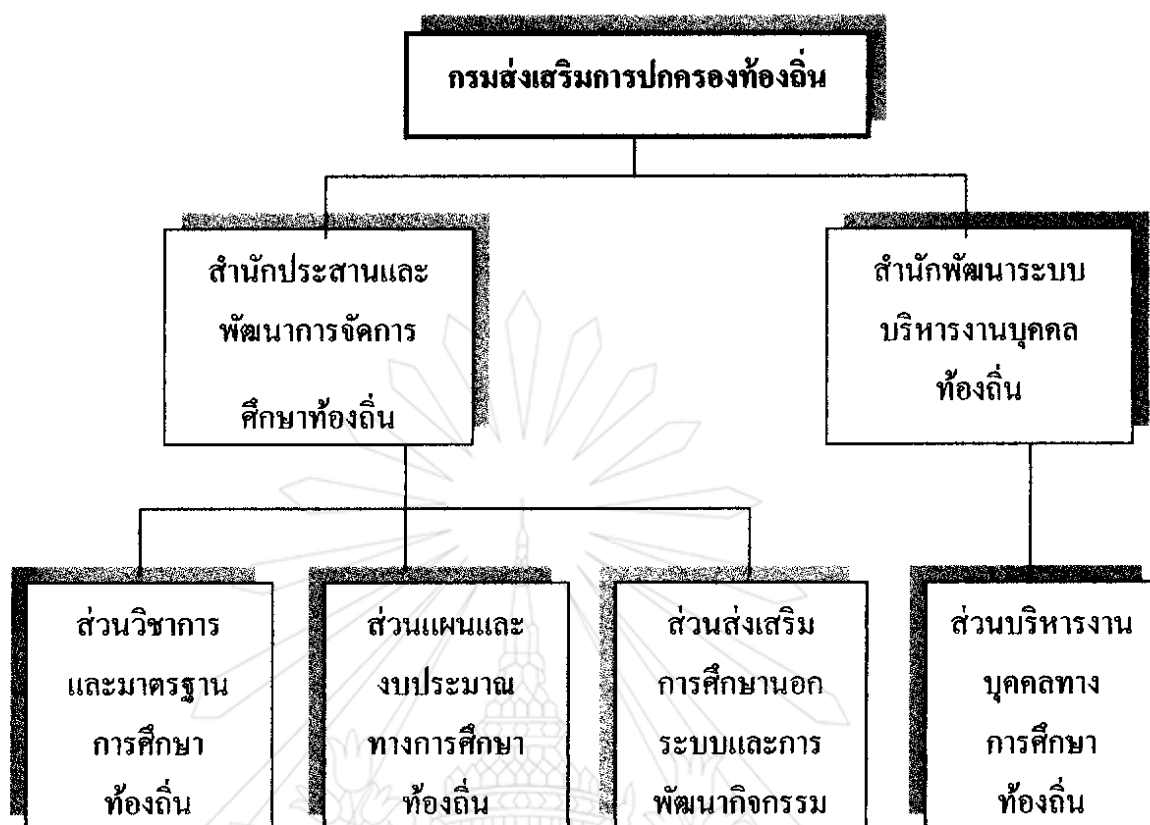 กรมส่งเสริมการปกครองท้องถิ่น
สำนักประสานและ
พัฒนาการจัดการ
ศึกษาท้องถิ่น
สำนักพัฒนาระบบ
บริหารงานบุคคล
ท้องถิ่น
ส่วนวิชาการ
และมาตรฐาน
การศึกษา
ท้องถิ่น
ส่วนแผนและ
งบประมาณ
ทางการศึกษา
ท้องถิ่น
ส่วนส่งเสริม
การศึกษานอก
ระบบและการ
พัฒนากิจกรรม
ส่วนบริหารงาน
บุคคลทาง
การศึกษา
ท้องถิ่น